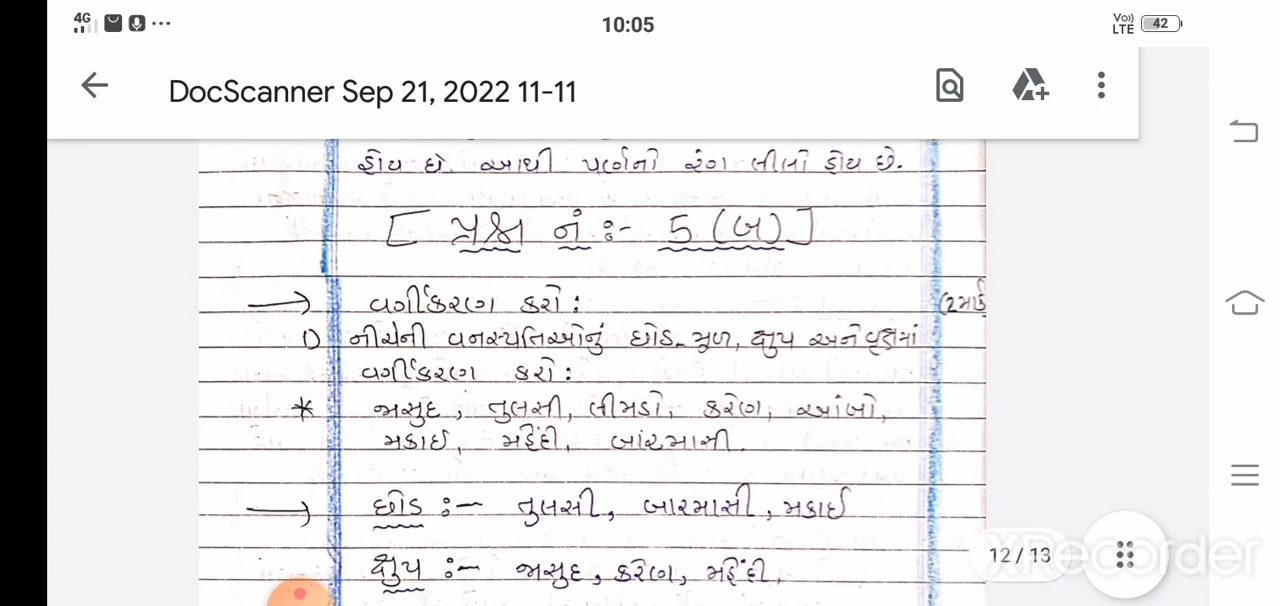 4G ... 10:05 Vo)) LTE 42
DocScanner Sep 21, 2022 11-11
હોય છે. આથી પર્ણનો રંગ લીલો હોય છે.
[ પ્રશ્ન નંઃ- 5 (બ) ]
→ વર્ગીકરણ કરો : (2માર્ક
1) નીચેની વનસ્પતિઓનું છોડ- મુળ, ક્ષુપ અને વૃક્ષમાં
વર્ગીકરણ કરો :
* જાસુદ, તુલસી, લીમડો, કરેણ, આંબો,
મકાઈ, મહેંદી, બારમાસી.
→ છોડ ઃ- તુલસી, બારમાસી, મકાઈ
ક્ષુપ ઃ- જાસુદ, કરેણ, મહેંદી.
12 / 13
XRecorder